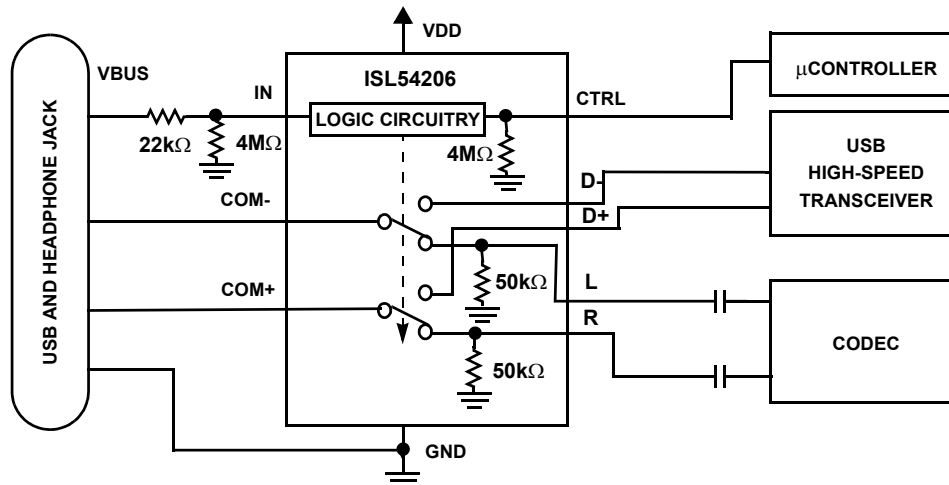 USB AND HEADPHONE JACK
VDD
VBUS
ISL54206
IN
CTRL
µCONTROLLER
LOGIC CIRCUITRY
22kΩ
4MΩ
4MΩ
USB
HIGH-SPEED
TRANSCEIVER
D-
COM-
D+
50kΩ
L
COM+
R
CODEC
50kΩ
GND